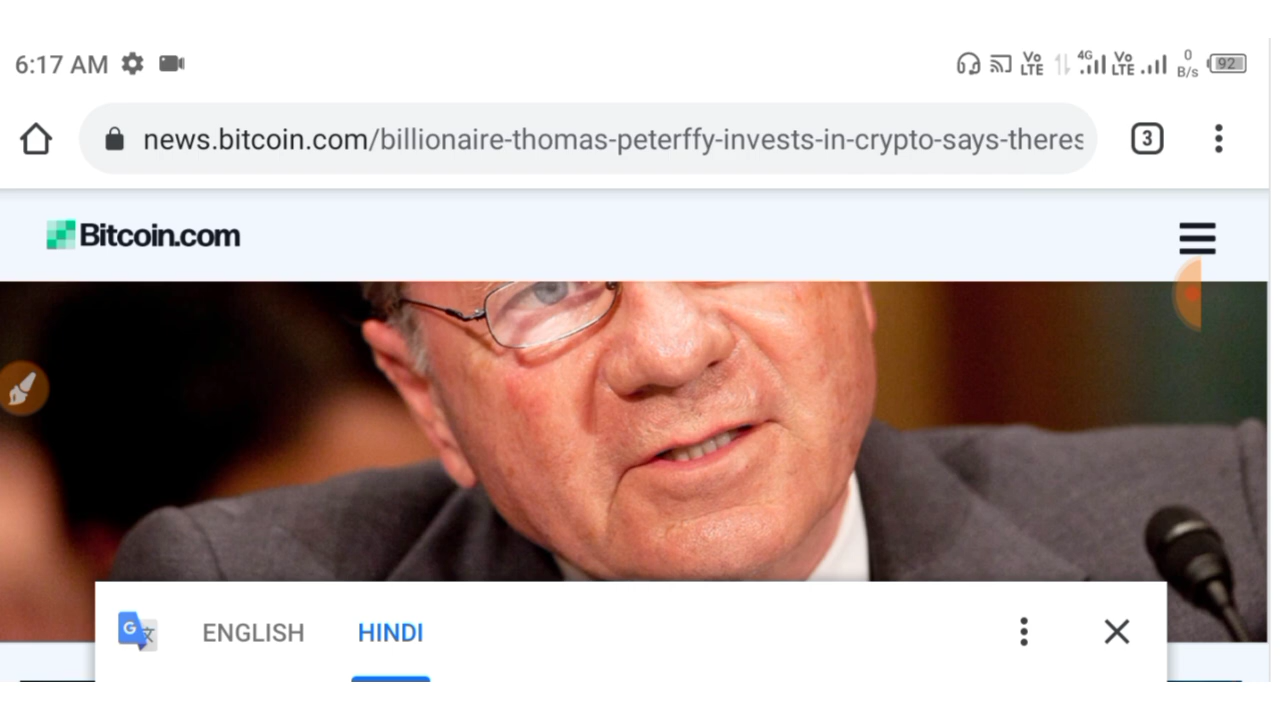 6:17 AM Vo LTE 4G Vo LTE 0 B/s 92
news.bitcoin.com/billionaire-thomas-peterffy-invests-in-crypto-says-theres 3
Bitcoin.com
G 文 ENGLISH HINDI